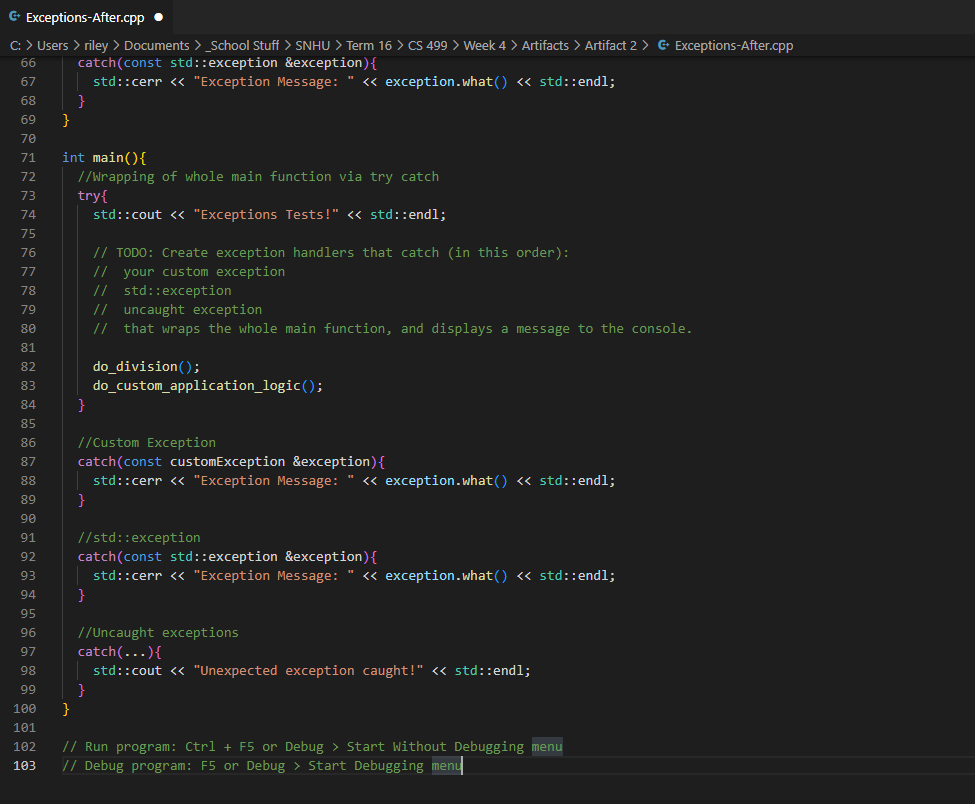 Exceptions-After.cpp
C: > Users > riley > Documents > _School Stuff > SNHU > Term 16 > CS 499 > Week 4 > Artifacts > Artifact 2 > Exceptions-After.cpp
66 catch(const std::exception &exception){
67 std::cerr << "Exception Message: " << exception.what() << std::endl;
68 }
69 }
70
71 int main(){
72 //Wrapping of whole main function via try catch
73 try{
74 std::cout << "Exceptions Tests!" << std::endl;
75
76 // TODO: Create exception handlers that catch (in this order):
77 //  your custom exception
78 //  std::exception
79 //  uncaught exception
80 //  that wraps the whole main function, and displays a message to the console.
81
82 do_division();
83 do_custom_application_logic();
84 }
85
86 //Custom Exception
87 catch(const customException &exception){
88 std::cerr << "Exception Message: " << exception.what() << std::endl;
89 }
90
91 //std::exception
92 catch(const std::exception &exception){
93 std::cerr << "Exception Message: " << exception.what() << std::endl;
94 }
95
96 //Uncaught exceptions
97 catch(...){
98 std::cout << "Unexpected exception caught!" << std::endl;
99 }
100 }
101
102 // Run program: Ctrl + F5 or Debug > Start Without Debugging menu
103 // Debug program: F5 or Debug > Start Debugging menu